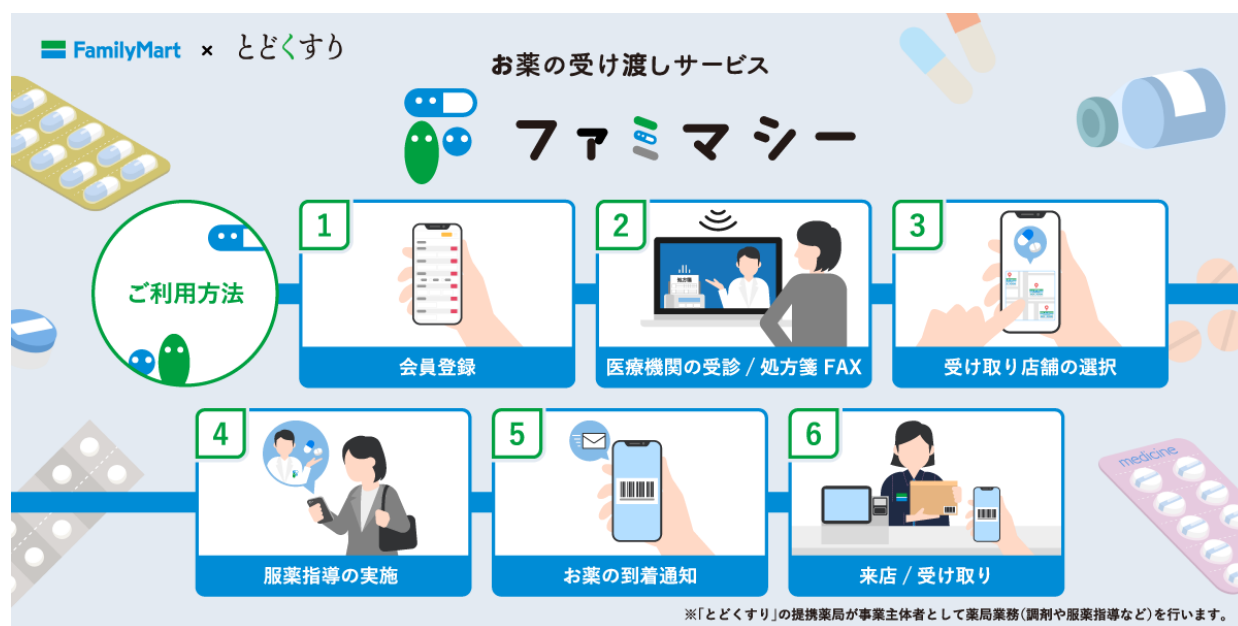 FamilyMart × とどくすり
お薬の受け渡しサービス
ファミマシー
ご利用方法
1
会員登録
2
処方箋
医療機関の受診 / 処方箋 FAX
3
受け取り店舗の選択
4
服薬指導の実施
5
お薬の到着通知
6
来店 / 受け取り
medicine
※「とどくすり」の提携薬局が事業主体者として薬局業務(調剤や服薬指導など)を行います。